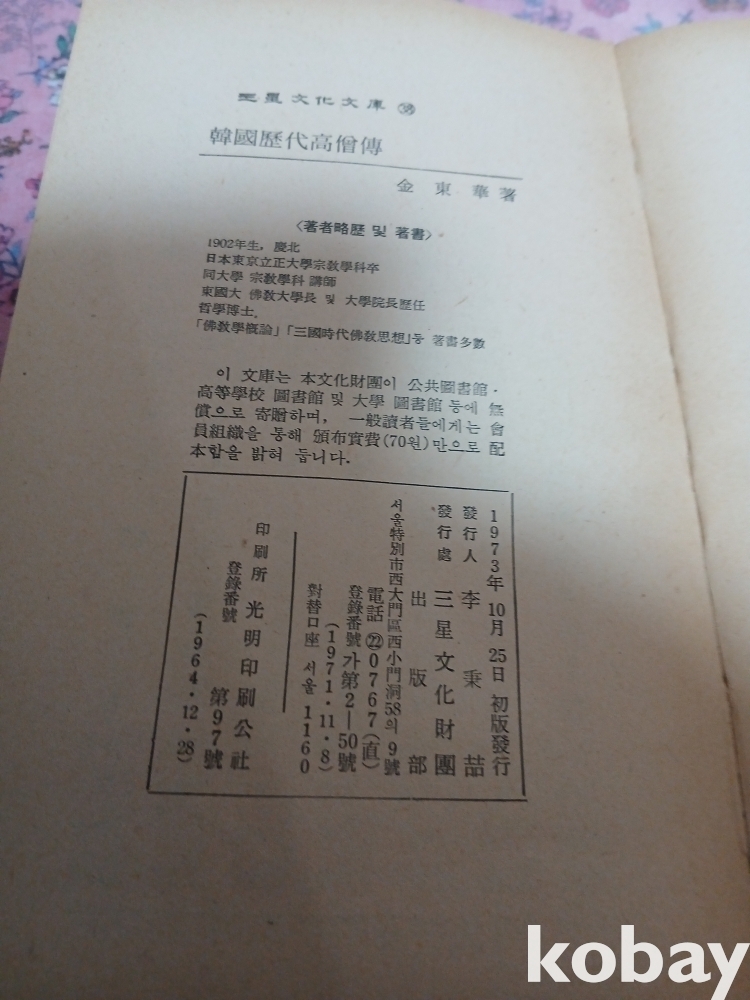 三星文化文庫 ㊳
韓國歷代高僧傳
金東華 著
〈著者略歷 및 著書〉
1902年生, 慶北
日本東京立正大學宗敎學科卒
同大學 宗敎學科 講師
東國大 佛敎大學長 및 大學院長歷任
哲學博士.
「佛敎學槪論」「三國時代佛敎思想」등 著書多數
이 文庫는 本文化財團이 公共圖書館·
高等學校 圖書館 및 大學 圖書館 등에 無
償으로 寄贈하며, 一般讀者들에게는 會
員組織을 통해 頒布實費(70원)만으로 配
本함을 밝혀 둡니다.
1973年 10月 25日 初版發行
發行人 李秉喆
發行處 三星文化財團
出版部
서울特別市西大門區西小門洞58의 9號
電話 ㉒0767(直)
登錄番號 가第2―50號
(1971·11·8)
對替口座 서울 1160
印刷所 光明印刷公社
登錄番號 第97號
(1964·12·28)
kobay